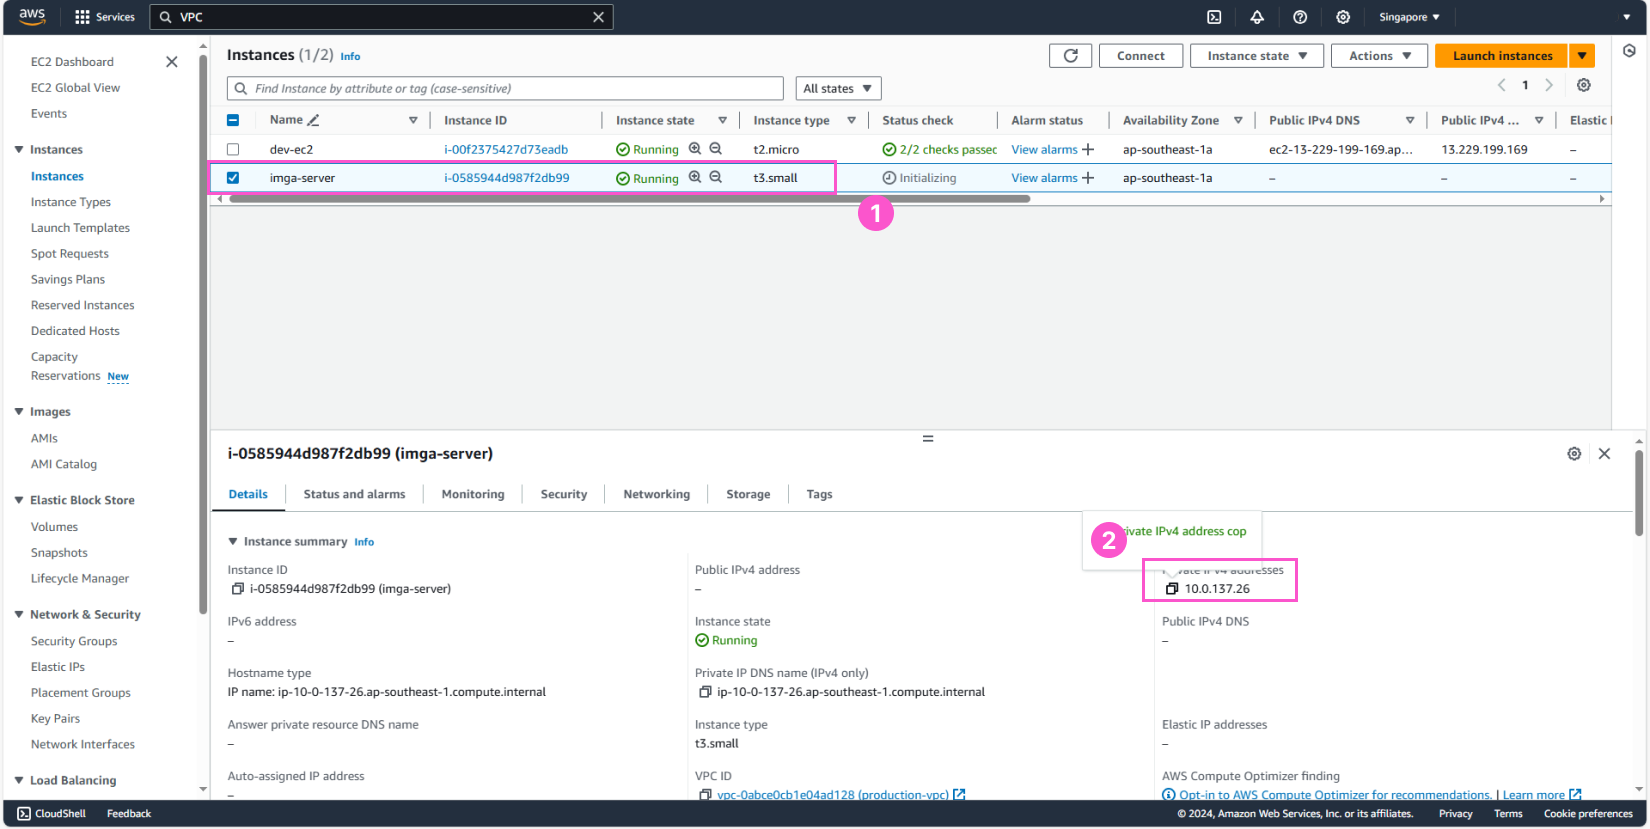 aws Services VPC Singapore
EC2 Dashboard
EC2 Global View
Events
Instances
Instances
Instance Types
Launch Templates
Spot Requests
Savings Plans
Reserved Instances
Dedicated Hosts
Capacity
Reservations New
Images
AMIs
AMI Catalog
Elastic Block Store
Volumes
Snapshots
Lifecycle Manager
Network & Security
Security Groups
Elastic IPs
Placement Groups
Key Pairs
Network Interfaces
Load Balancing
Instances (1/2) Info Connect Instance state Actions Launch instances
Find Instance by attribute or tag (case-sensitive) All states 1
Name Instance ID Instance state Instance type Status check Alarm status Availability Zone Public IPv4 DNS Public IPv4 ... Elastic
dev-ec2 i-00f2375427d73eadb Running t2.micro 2/2 checks passec View alarms + ap-southeast-1a ec2-13-229-199-169.ap... 13.229.199.169 –
imga-server i-0585944d987f2db99 Running t3.small Initializing View alarms + ap-southeast-1a – – –
1
i-0585944d987f2db99 (imga-server)
Details Status and alarms Monitoring Security Networking Storage Tags
2 ivate IPv4 address cop
Instance summary Info
Instance ID
i-0585944d987f2db99 (imga-server)
Public IPv4 address
–
ivate IPv4 addresses
10.0.137.26
IPv6 address
–
Instance state
Running
Public IPv4 DNS
–
Hostname type
IP name: ip-10-0-137-26.ap-southeast-1.compute.internal
Private IP DNS name (IPv4 only)
ip-10-0-137-26.ap-southeast-1.compute.internal
Answer private resource DNS name
–
Instance type
t3.small
Elastic IP addresses
–
Auto-assigned IP address
–
VPC ID
vpc-0abce0cb1e04ad128 (production-vpc)
AWS Compute Optimizer finding
Opt-in to AWS Compute Optimizer for recommendations. | Learn more
CloudShell Feedback © 2024, Amazon Web Services, Inc. or its affiliates. Privacy Terms Cookie preferences